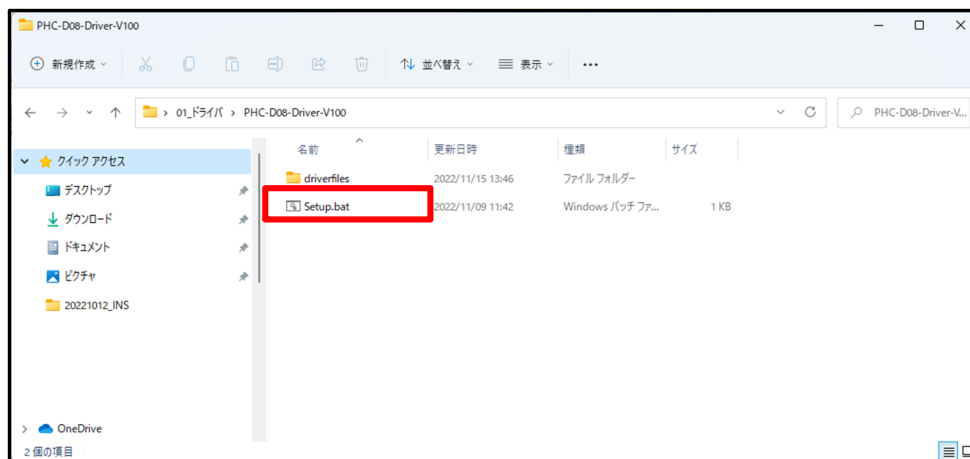 PHC-D08-Driver-V100
新規作成
並べ替え
表示
01_ドライバ > PHC-D08-Driver-V100
PHC-D08-Driver-V...
名前 更新日時 種類 サイズ
クイック アクセス
driverfiles 2022/11/15 13:46 ファイル フォルダー
デスクトップ
Setup.bat 2022/11/09 11:42 Windows バッチ ファ... 1 KB
ダウンロード
ドキュメント
ピクチャ
20221012_INS
OneDrive
2 個の項目